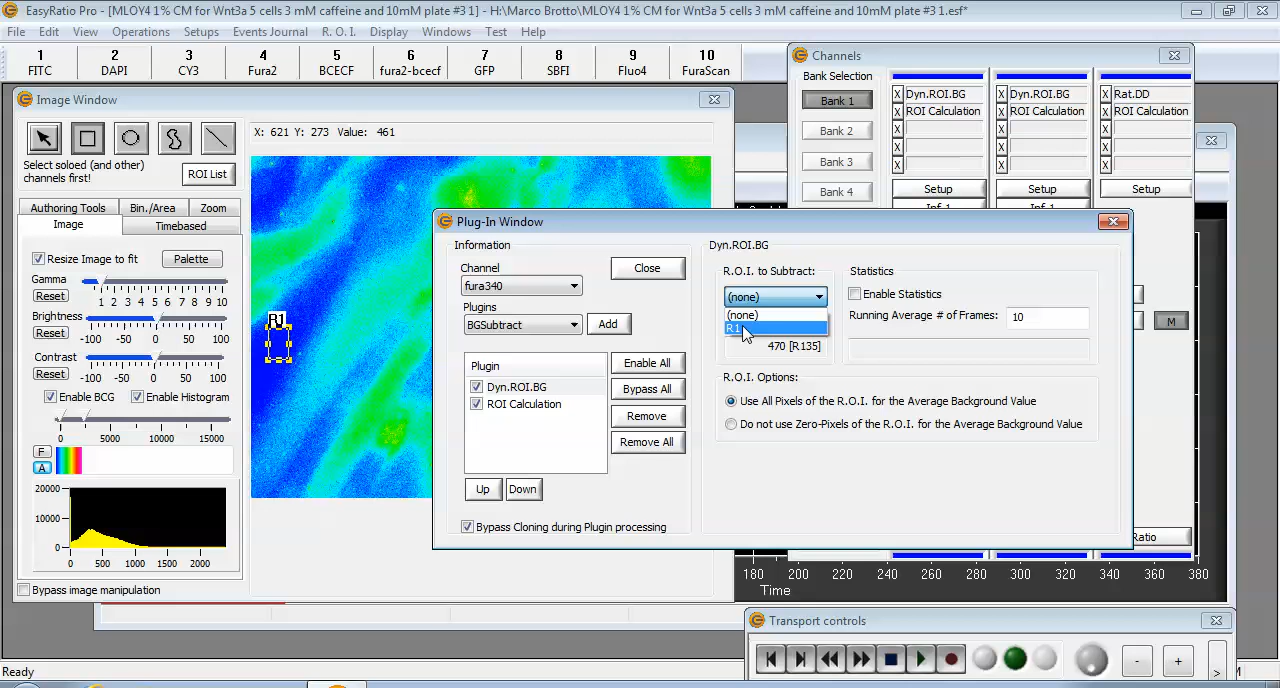 EasyRatio Pro - [MLOY4 1% CM for Wnt3a 5 cells 3 mM caffeine and 10mM plate #3 1] - H:\Marco Brotto\MLOY4 1% CM for Wnt3a 5 cells 3 mM caffeine and 10mM plate #3 1.esf*
File Edit View Operations Setups Events Journal R. O. I. Display Windows Test Help
1 2 3 4 5 6 7 8 9 10
FITC DAPI CY3 Fura2 BCECF fura2-bcecf GFP SBFI Fluo4 FuraScan
Image Window
X: 621 Y: 273 Value: 461
Select soloed (and other)
channels first!
ROI List
Authoring Tools Bin./Area Zoom
Image Timebased
Resize Image to fit Palette
Gamma
Reset 1 2 3 4 5 6 7 8 9 10
Brightness
Reset -100 -50 0 50 100
Contrast
Reset -100 -50 0 50 100
Enable BCG Enable Histogram
0 5000 10000 15000
F
A
20000
10000
0
0 500 1000 1500 2000
Bypass image manipulation
R1
Channels
Bank Selection
Bank 1
Bank 2
Bank 3
Bank 4
X Dyn.ROI.BG X Dyn.ROI.BG X Rat.DD
X ROI Calculation X ROI Calculation X ROI Calculation
X X X
X X X
X X X
Setup Setup Setup
Inf-1 Inf-1
M
Plug-In Window
Information
Channel
fura340
Close
Plugins
BGSubtract
Add
Plugin
Dyn.ROI.BG
ROI Calculation
Enable All
Bypass All
Remove
Remove All
Up Down
Bypass Cloning during Plugin processing
Dyn.ROI.BG
R.O.I. to Subtract:
(none)
(none)
R1
470 [R135]
Statistics
Enable Statistics
Running Average # of Frames: 10
R.O.I. Options:
Use All Pixels of the R.O.I. for the Average Background Value
Do not use Zero-Pixels of the R.O.I. for the Average Background Value
Ratio
180 200 220 240 260 280 300 320 340 360 380
Time
Transport controls
- + >
Ready